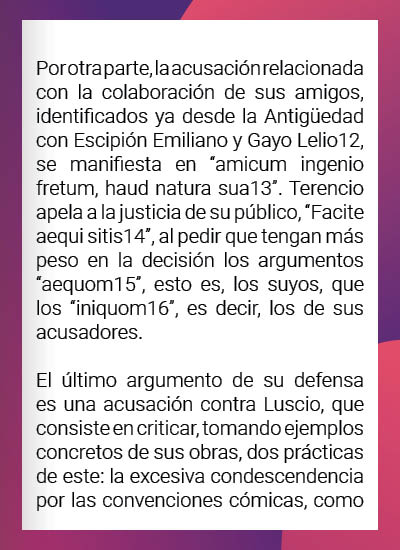 Por otra parte, la acusación relacionada
con la colaboración de sus amigos,
identificados ya desde la Antigüedad
con Escipión Emiliano y Gayo Lelio12,
se manifiesta en “amicum ingenio
fretum, haud natura sua13”. Terencio
apela a la justicia de su público, “Facite
aequi sitis14”, al pedir que tengan más
peso en la decisión los argumentos
“aequom15”, esto es, los suyos, que
los “iniquom16”, es decir, los de sus
acusadores.
El último argumento de su defensa
es una acusación contra Luscio, que
consiste en criticar, tomando ejemplos
concretos de sus obras, dos prácticas
de este: la excesiva condescendencia
por las convenciones cómicas, como